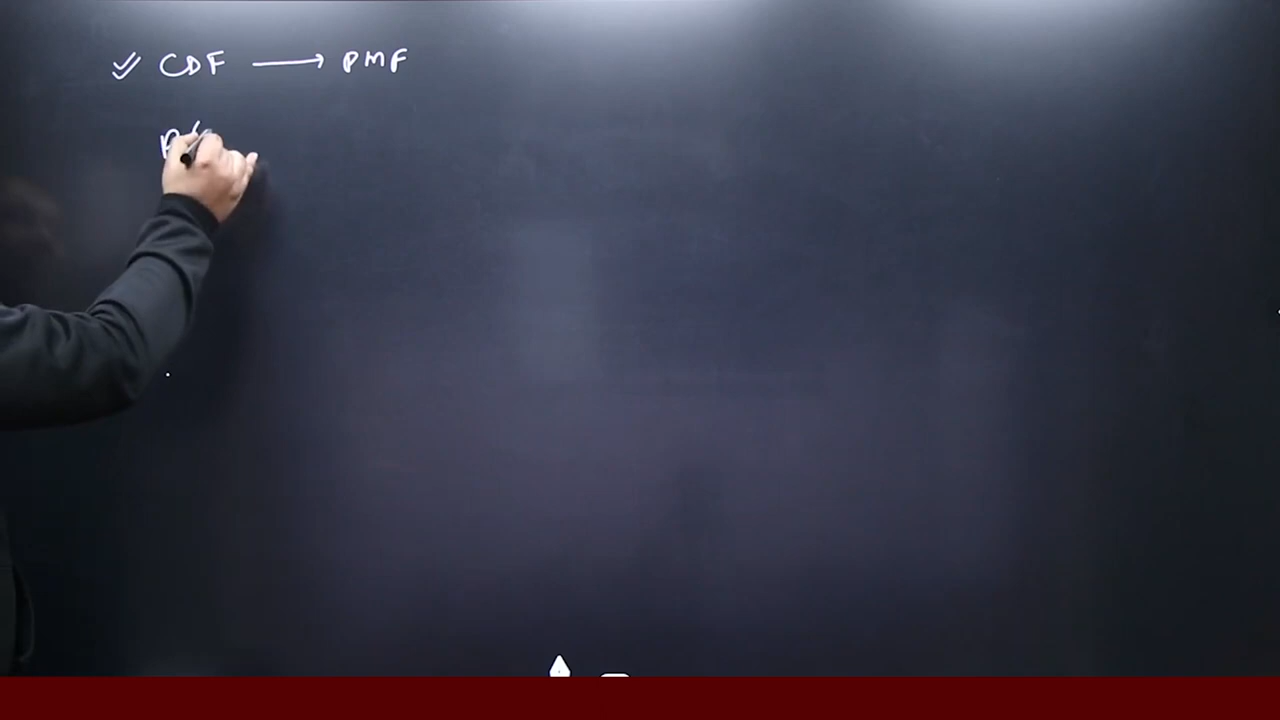 ✓ CDF → PMF